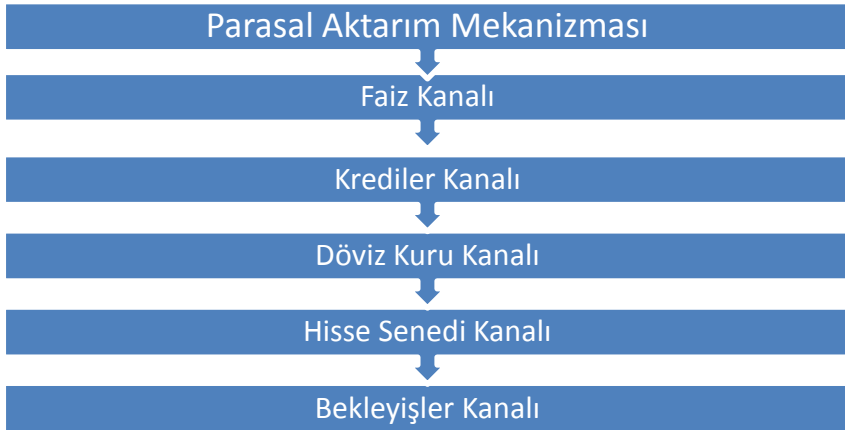 Parasal Aktarım Mekanizması
Faiz Kanalı
Krediler Kanalı
Döviz Kuru Kanalı
Hisse Senedi Kanalı
Bekleyişler Kanalı